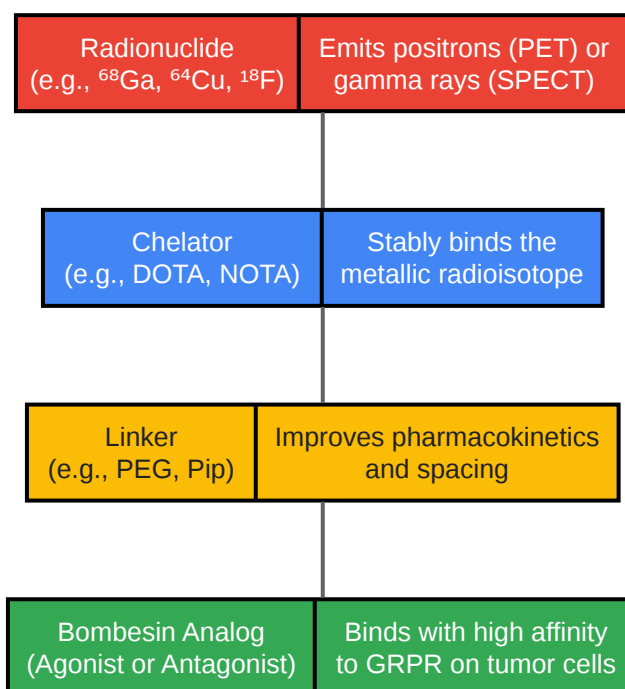 Radionuclide
(e.g., ⁶⁸Ga, ⁶⁴Cu, ¹⁸F)
Emits positrons (PET) or
gamma rays (SPECT)
Chelator
(e.g., DOTA, NOTA)
Stably binds the
metallic radioisotope
Linker
(e.g., PEG, Pip)
Improves pharmacokinetics
and spacing
Bombesin Analog
(Agonist or Antagonist)
Binds with high affinity
to GRPR on tumor cells